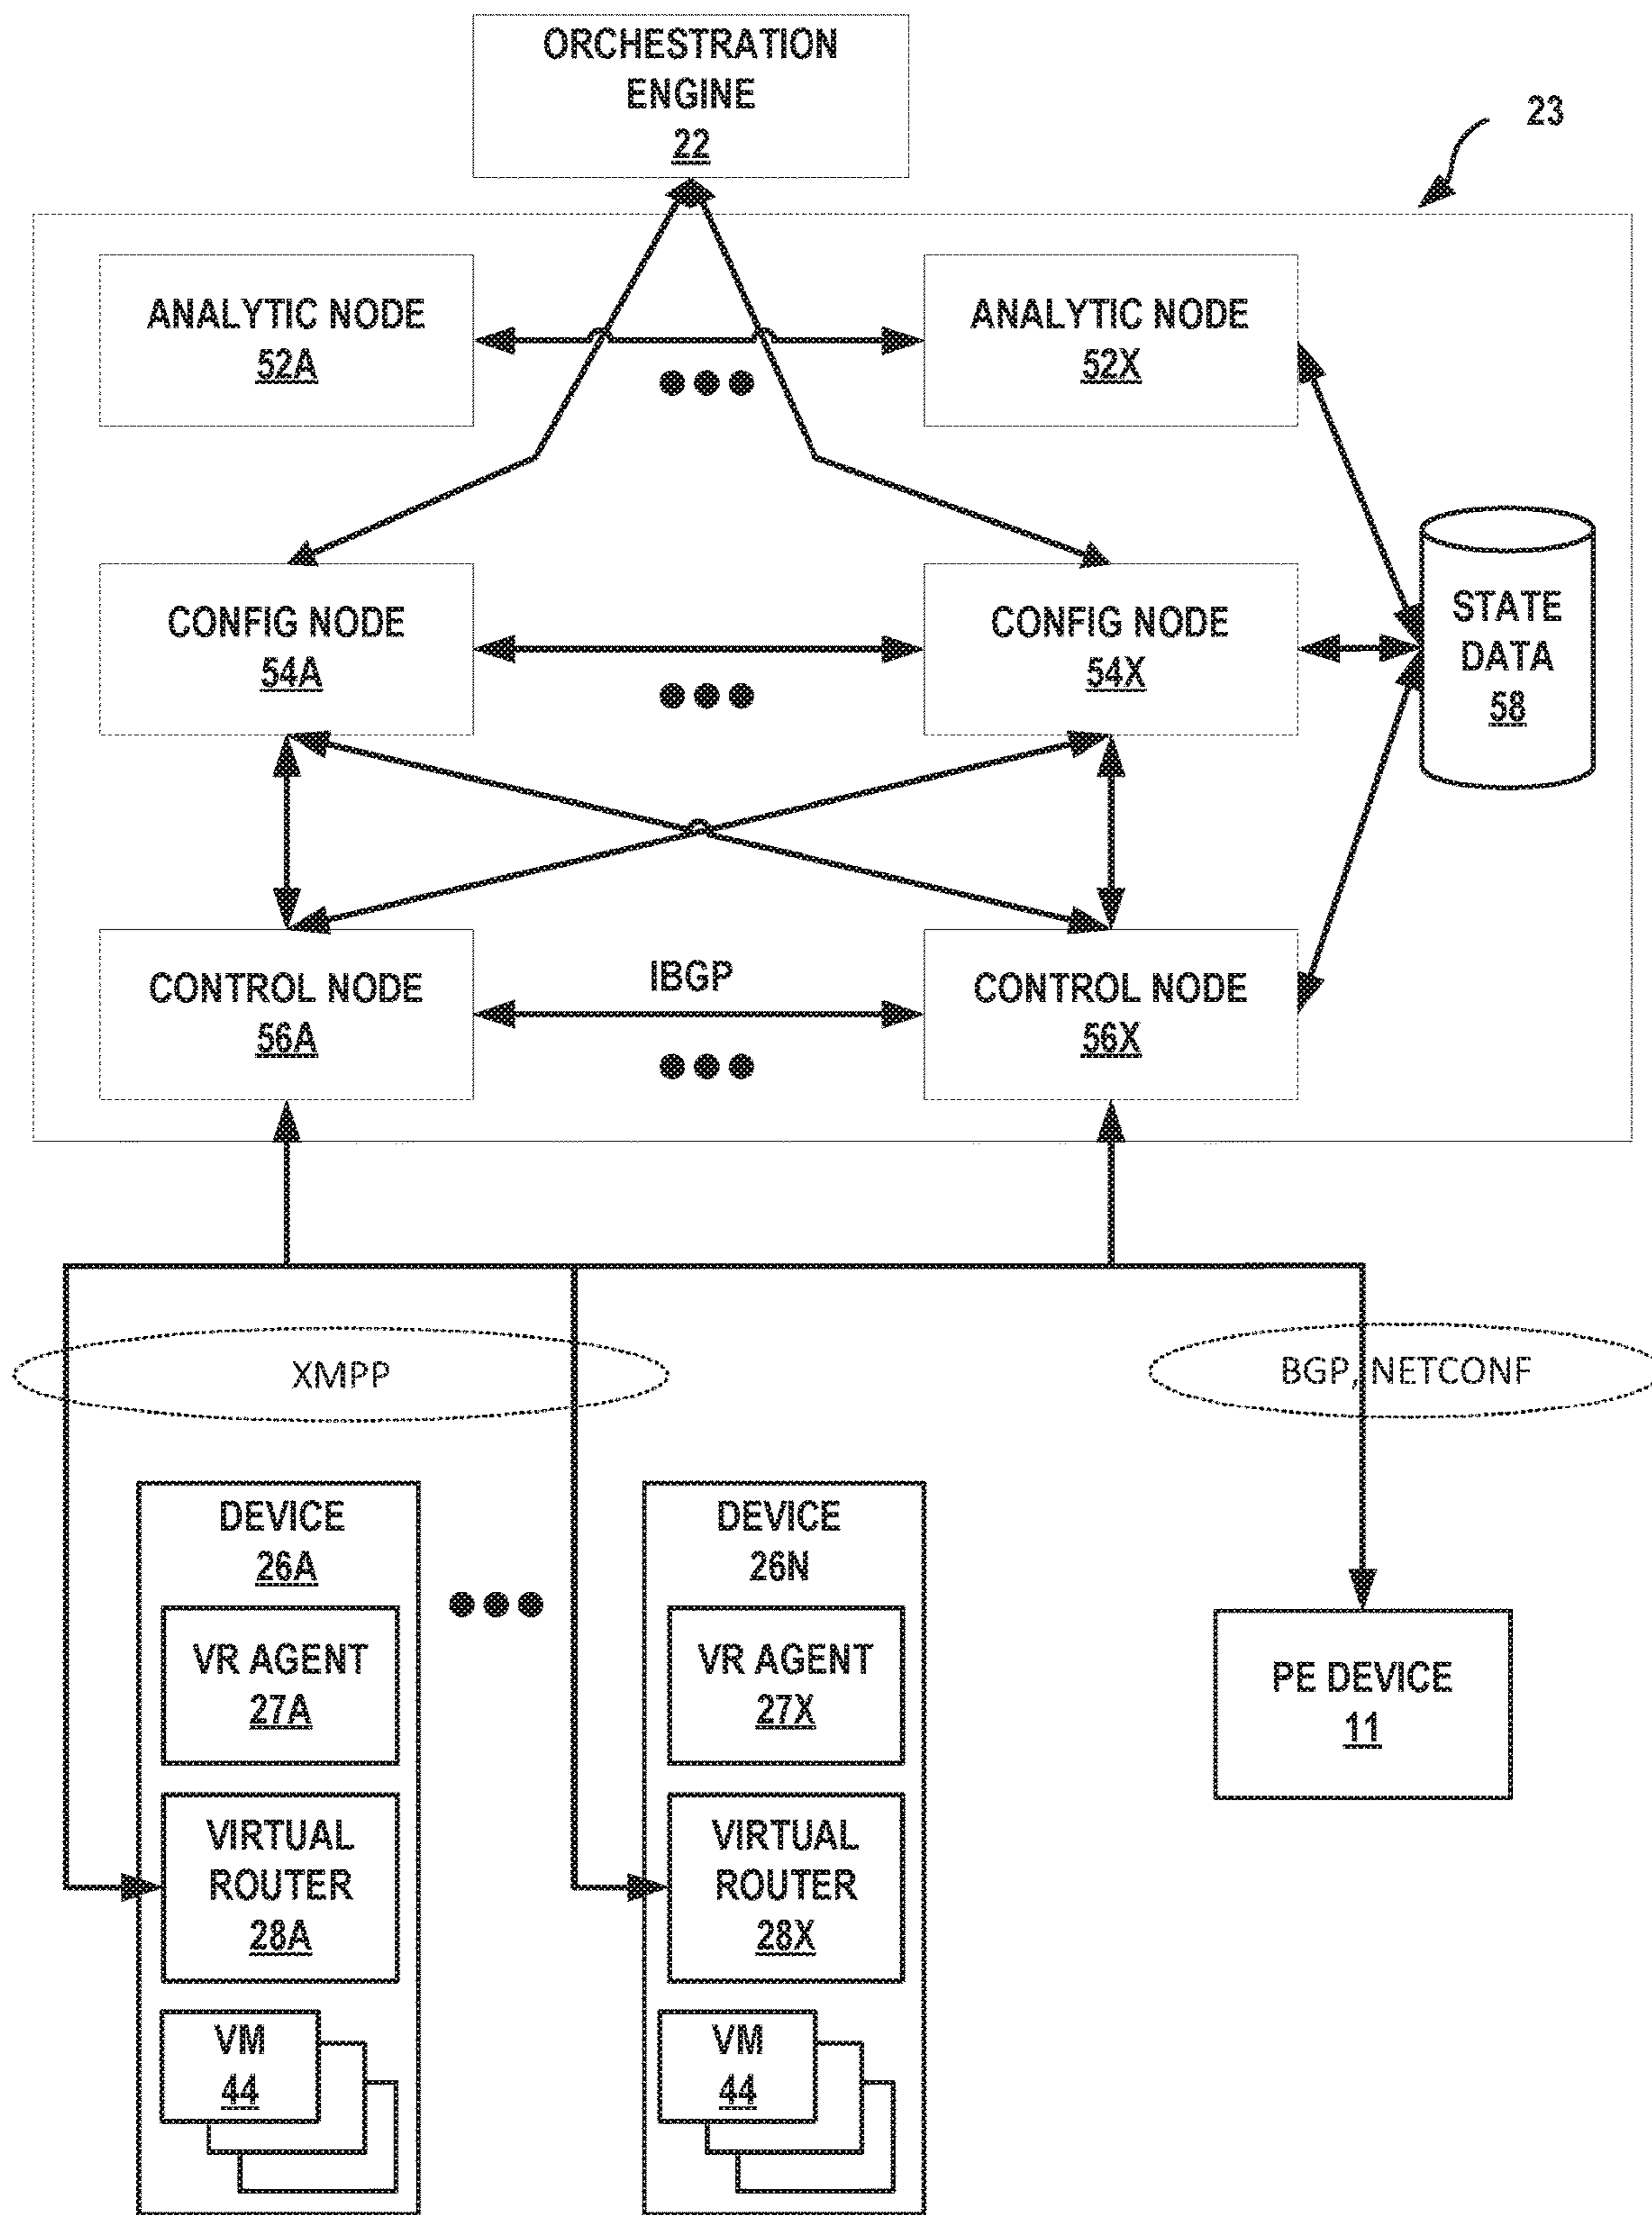 ORCHESTRATION
ENGINE
22
23
ANALYTIC NODE
52A
ANALYTIC NODE
52X
CONFIG NODE
54A
CONFIG NODE
54X
STATE
DATA
58
CONTROL NODE
56A
IBGP
CONTROL NODE
56X
XMPP
BGP, NETCONF
DEVICE
26A
VR AGENT
27A
VIRTUAL
ROUTER
28A
VM
44
DEVICE
26N
VR AGENT
27X
VIRTUAL
ROUTER
28X
VM
44
PE DEVICE
11